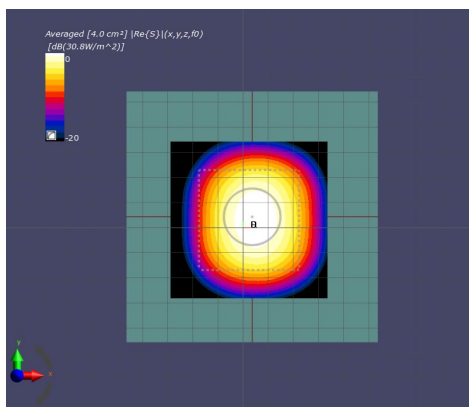 Averaged [4.0 cm²] |Re{S}|(x,y,z,f0)
[dB(30.8W/m^2)]
0
-20
y
x